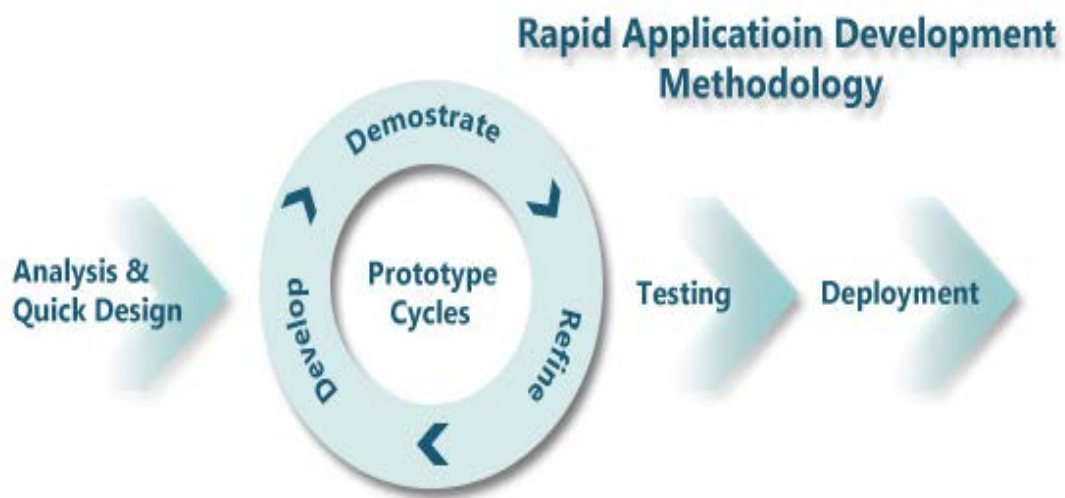 Rapid Applicatioin Development
Methodology
Analysis &
Quick Design
Demostrate
Develop
Refine
Prototype
Cycles
Testing
Deployment